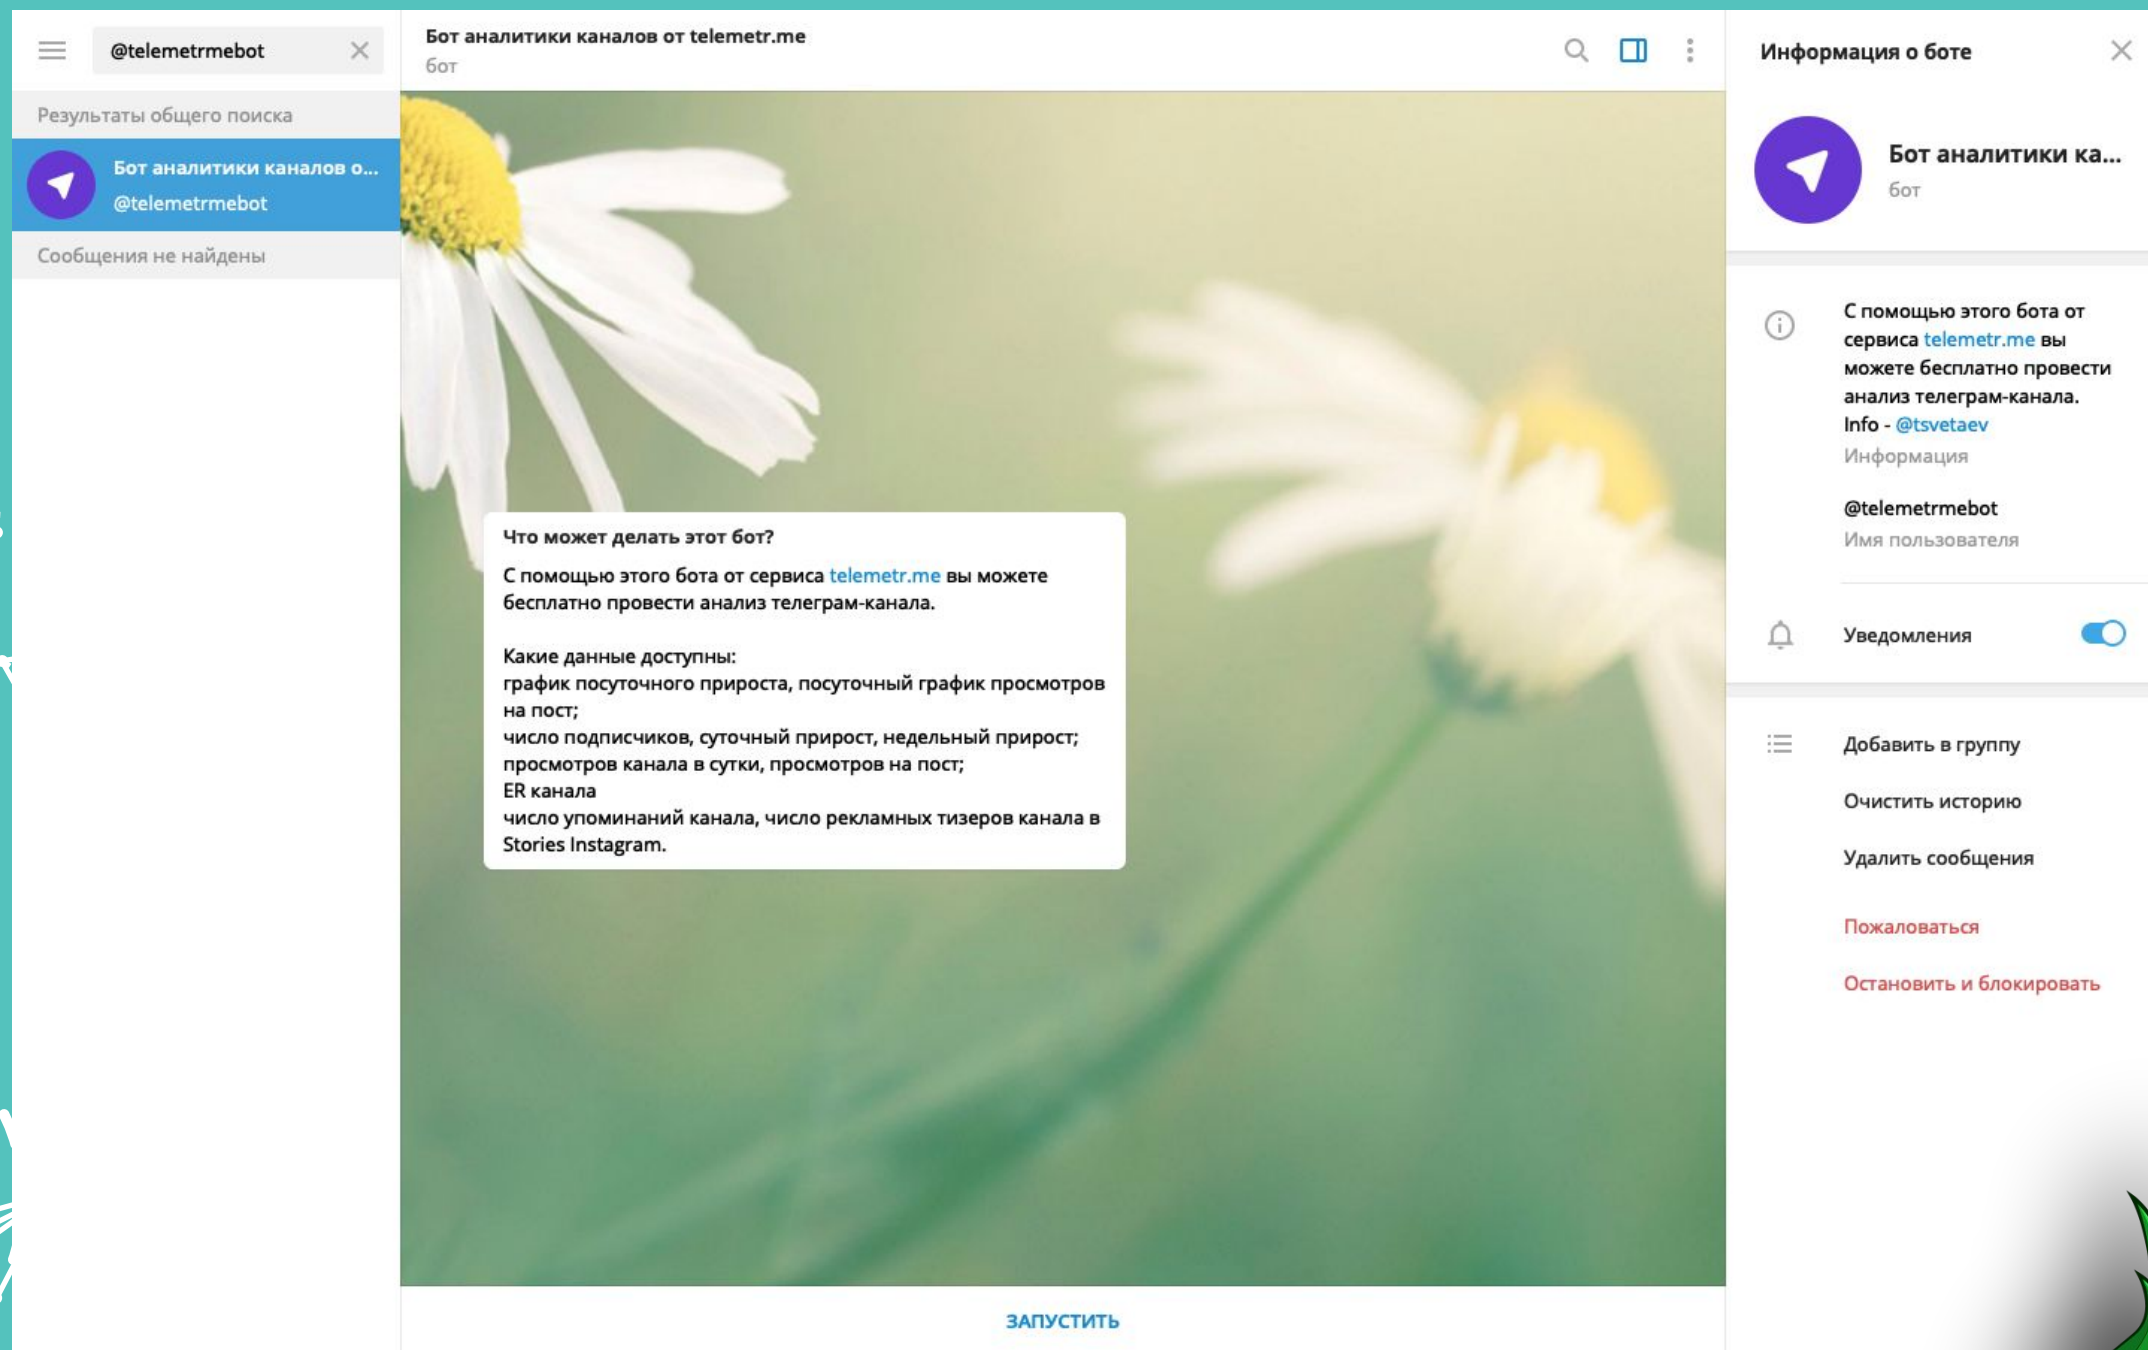 @telemetrmebot
Результаты общего поиска
Бот аналитики каналов о...
@telemetrmebot
Сообщения не найдены
Бот аналитики каналов от telemetr.me
бот
Что может делать этот бот?
С помощью этого бота от сервиса telemetr.me вы можете
бесплатно провести анализ телеграм-канала.
Какие данные доступны:
график посуточного прироста, посуточный график просмотров
на пост;
число подписчиков, суточный прирост, недельный прирост;
просмотров канала в сутки, просмотров на пост;
ER канала
число упоминаний канала, число рекламных тизеров канала в
Stories Instagram.
ЗАПУСТИТЬ
Информация о боте
Бот аналитики ка...
бот
С помощью этого бота от
сервиса telemetr.me вы
можете бесплатно провести
анализ телеграм-канала.
Info - @tsvetaev
Информация
@telemetrmebot
Имя пользователя
Уведомления
Добавить в группу
Очистить историю
Удалить сообщения
Пожаловаться
Остановить и блокировать